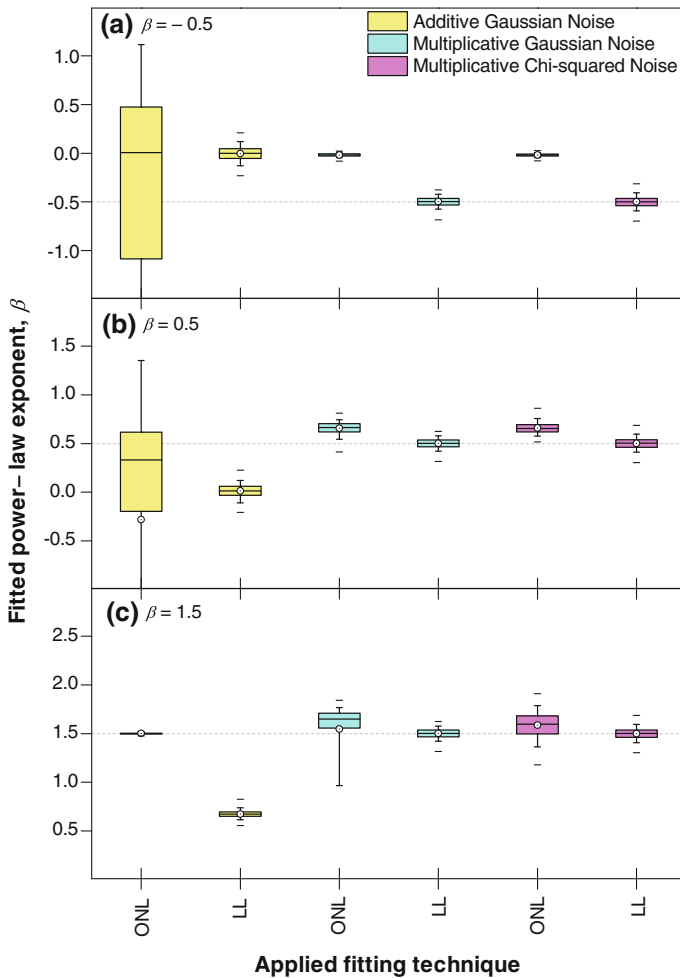 (a) β = – 0.5
Additive Gaussian Noise
Multiplicative Gaussian Noise
Multiplicative Chi-squared Noise
1.0
0.5
0.0
-0.5
-1.0
(b) β = 0.5
1.5
1.0
0.5
0.0
-0.5
(c) β = 1.5
2.5
2.0
1.5
1.0
0.5
Fitted power– law exponent, β
ONL
LL
ONL
LL
ONL
LL
Applied fitting technique